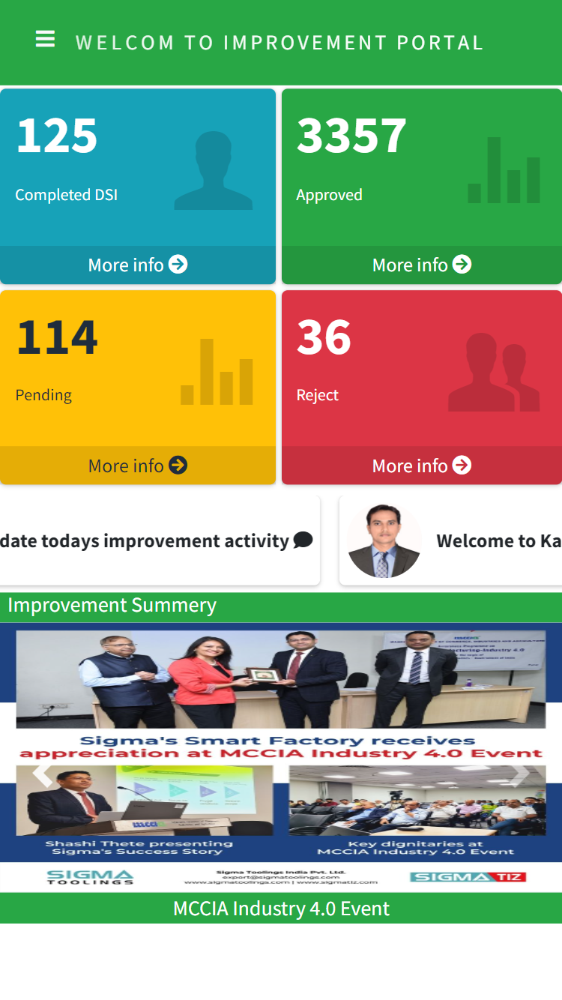 WELCOM TO IMPROVEMENT PORTAL
125
Completed DSI
More info
3357
Approved
More info
114
Pending
More info
36
Reject
More info
date todays improvement activity
Welcome to Ka
Improvement Summery
Sigma's Smart Factory receives
appreciation at MCCIA Industry 4.0 Event
mcci
Shashi Thete presenting
Sigma's Success Story
Key dignitaries at
MCCIA Industry 4.0 Event
SIGMA
TOOLINGS
Sigma Toolings India Pvt. Ltd.
export@sigmatoolings.com
www.sigmatoolings.com | www.sigmatiz.com
SIGMA TIZ
MCCIA Industry 4.0 Event